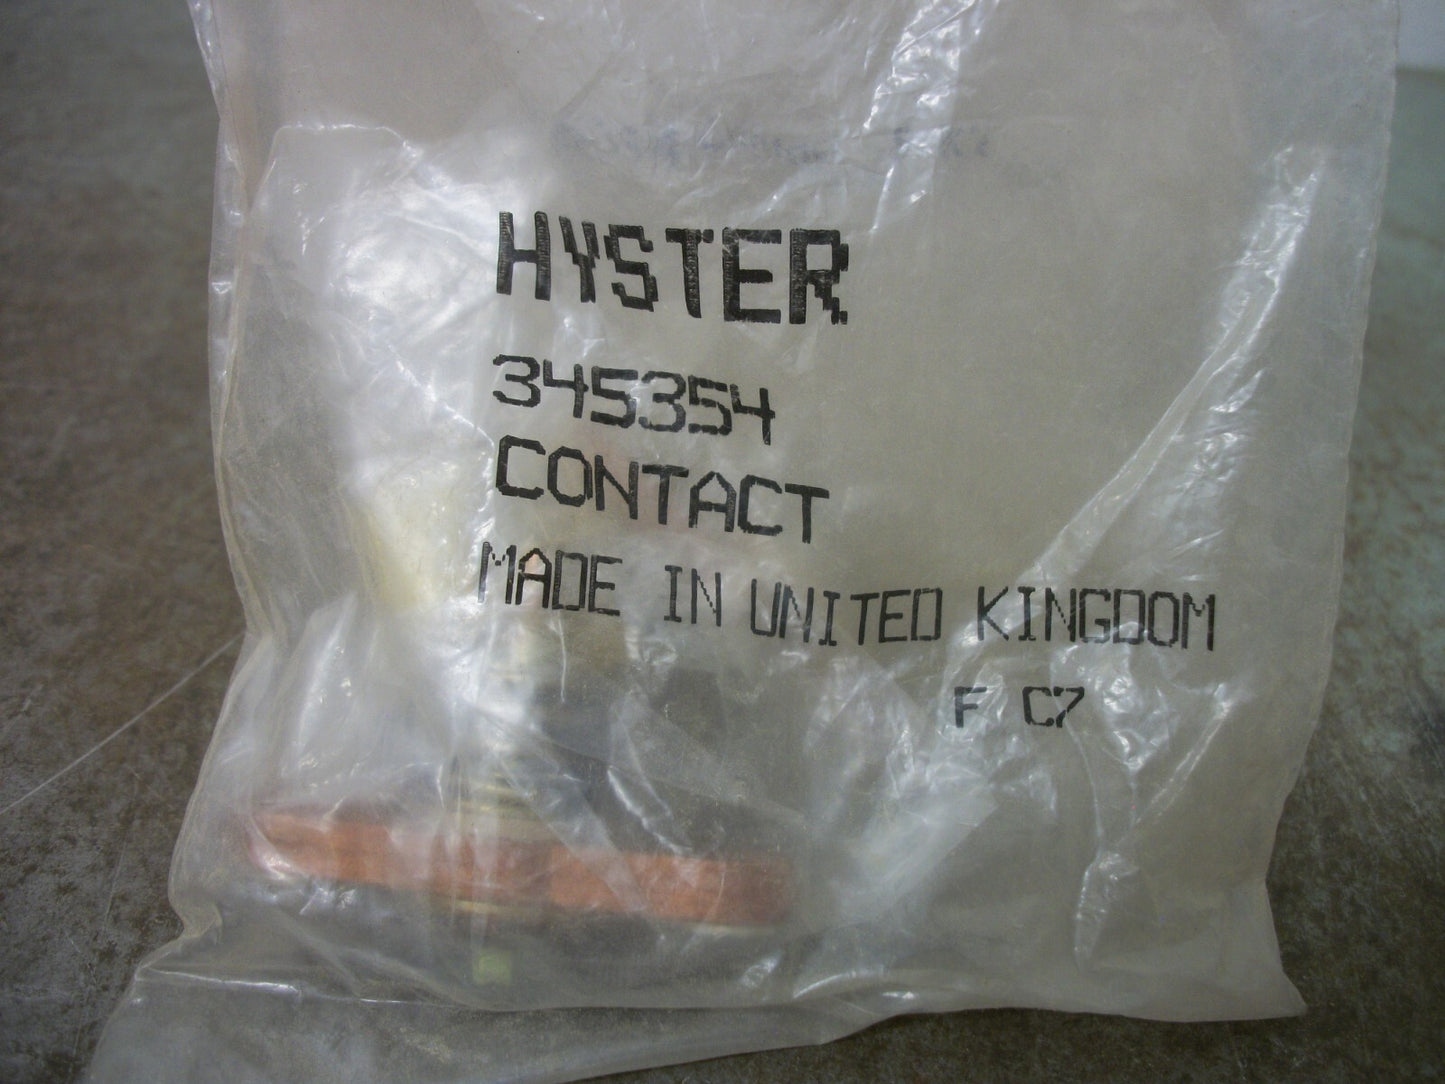 HYSTER
345354
CONTACT
MADE IN UNITED KINGDOM
F C7